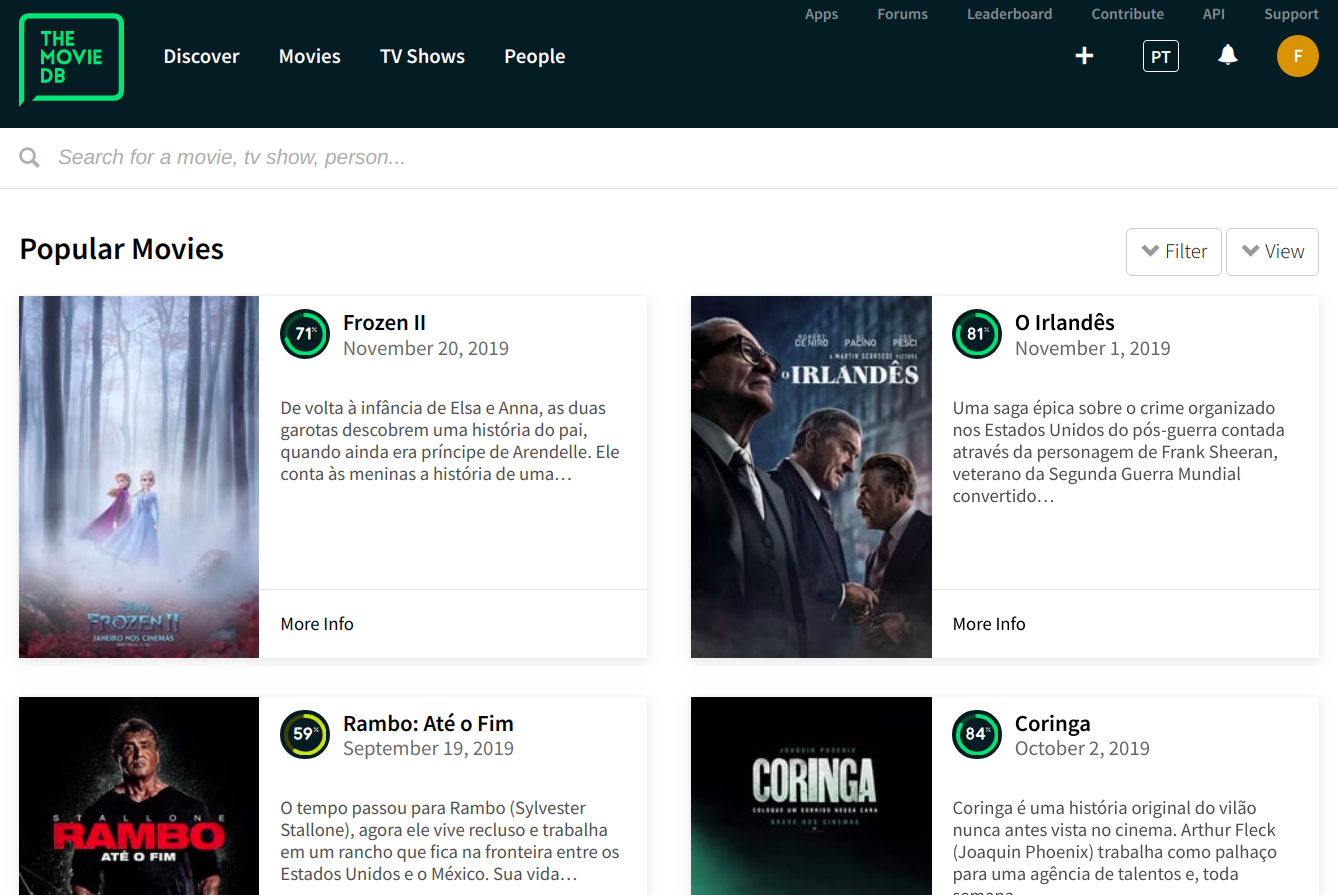 Apps Forums Leaderboard Contribute API Support
THE
MOVIE
DB
Discover Movies TV Shows People
PT
F
Search for a movie, tv show, person...
Popular Movies
Filter
View
71%
Frozen II
November 20, 2019
De volta à infância de Elsa e Anna, as duas
garotas descobrem uma história do pai,
quando ainda era príncipe de Arendelle. Ele
conta às meninas a história de uma…
More Info
Disney
FROZEN II
JANEIRO NOS CINEMAS
ROBERT DE NIRO AL PACINO JOE PESCI
A MARTIN SCORSESE PICTURE
O IRLANDÊS
81%
O Irlandês
November 1, 2019
Uma saga épica sobre o crime organizado
nos Estados Unidos do pós-guerra contada
através da personagem de Frank Sheeran,
veterano da Segunda Guerra Mundial
convertido…
More Info
STALLONE
RAMBO
ATÉ O FIM
59%
Rambo: Até o Fim
September 19, 2019
O tempo passou para Rambo (Sylvester
Stallone), agora ele vive recluso e trabalha
em um rancho que fica na fronteira entre os
Estados Unidos e o México. Sua vida…
JOAQUIN PHOENIX
CORINGA
COLOQUE UM SORRISO NESSA CARA
BREVE NOS CINEMAS
84%
Coringa
October 2, 2019
Coringa é uma história original do vilão
nunca antes vista no cinema. Arthur Fleck
(Joaquin Phoenix) trabalha como palhaço
para uma agência de talentos e, toda
semana